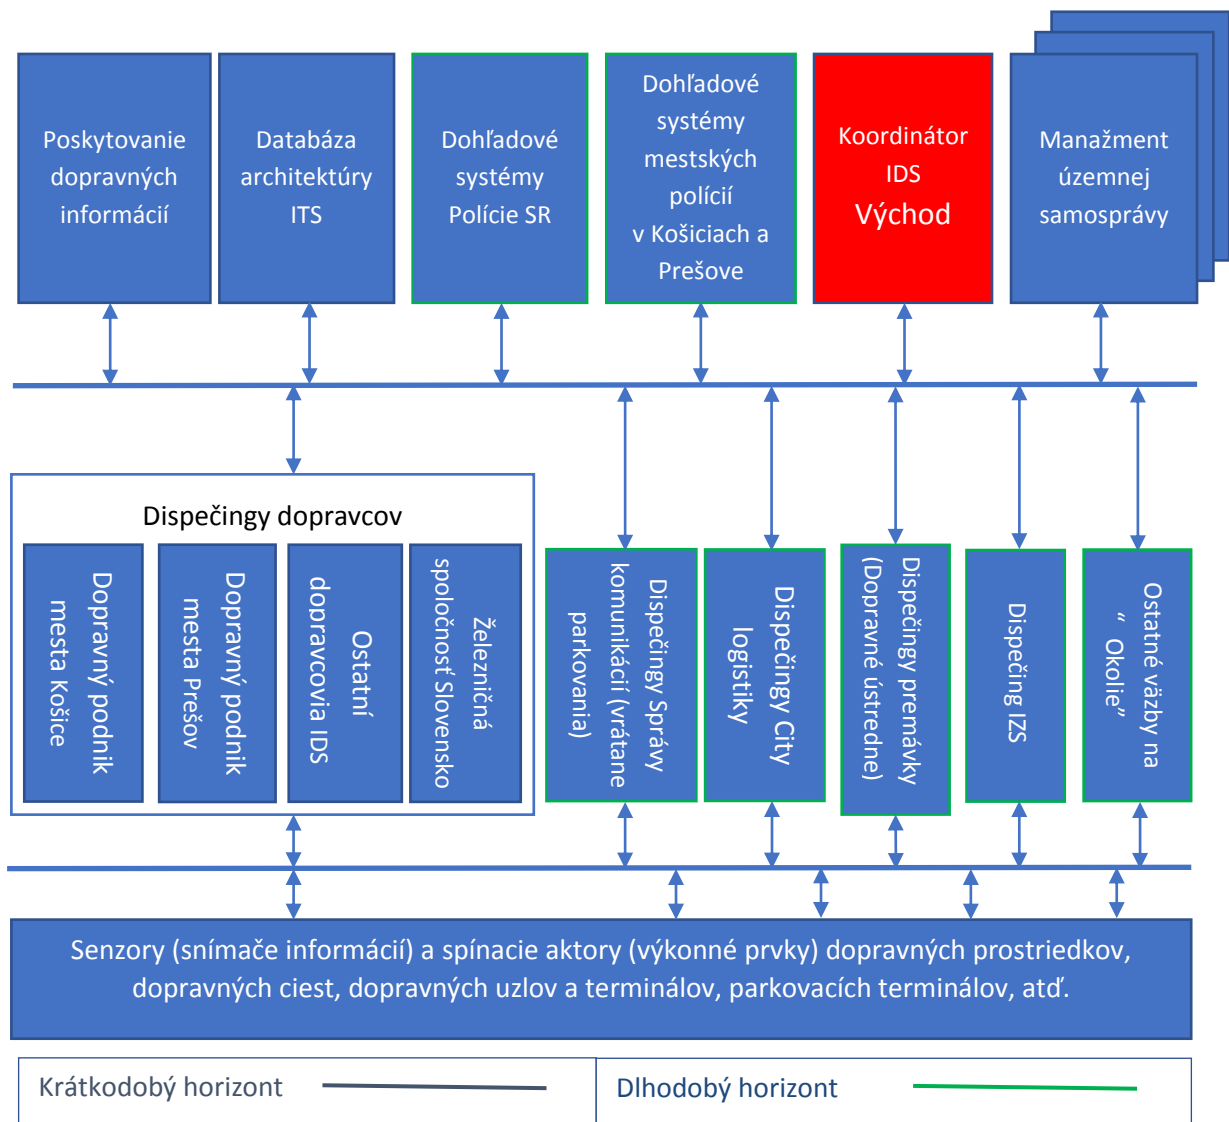 Poskytovanie
dopravných
informácií
Databáza
architektúry
ITS
Dohľadové
systémy
Polície SR
Dohľadové
systémy
mestských
polícií
v Košiciach a
Prešove
Koordinátor
IDS
Východ
Manažment
územnej
samosprávy
Dispečingy dopravcov
Dopravný podnik
mesta Košice
Dopravný podnik
mesta Prešov
Ostatní
dopravcovia IDS
Železničná
spoločnosť Slovensko
Dispečingy Správy
komunikácií (vrátane
parkovania)
Dispečingy City
logistiky
Dispečingy premávky
(Dopravné ústredne)
Dispečing IZS
Ostatné väzby na
“ Okolie”
Senzory (snímače informácií) a spínacie aktory (výkonné prvky) dopravných prostriedkov,
dopravných ciest, dopravných uzlov a terminálov, parkovacích terminálov, atď.
Krátkodobý horizont
Dlhodobý horizont